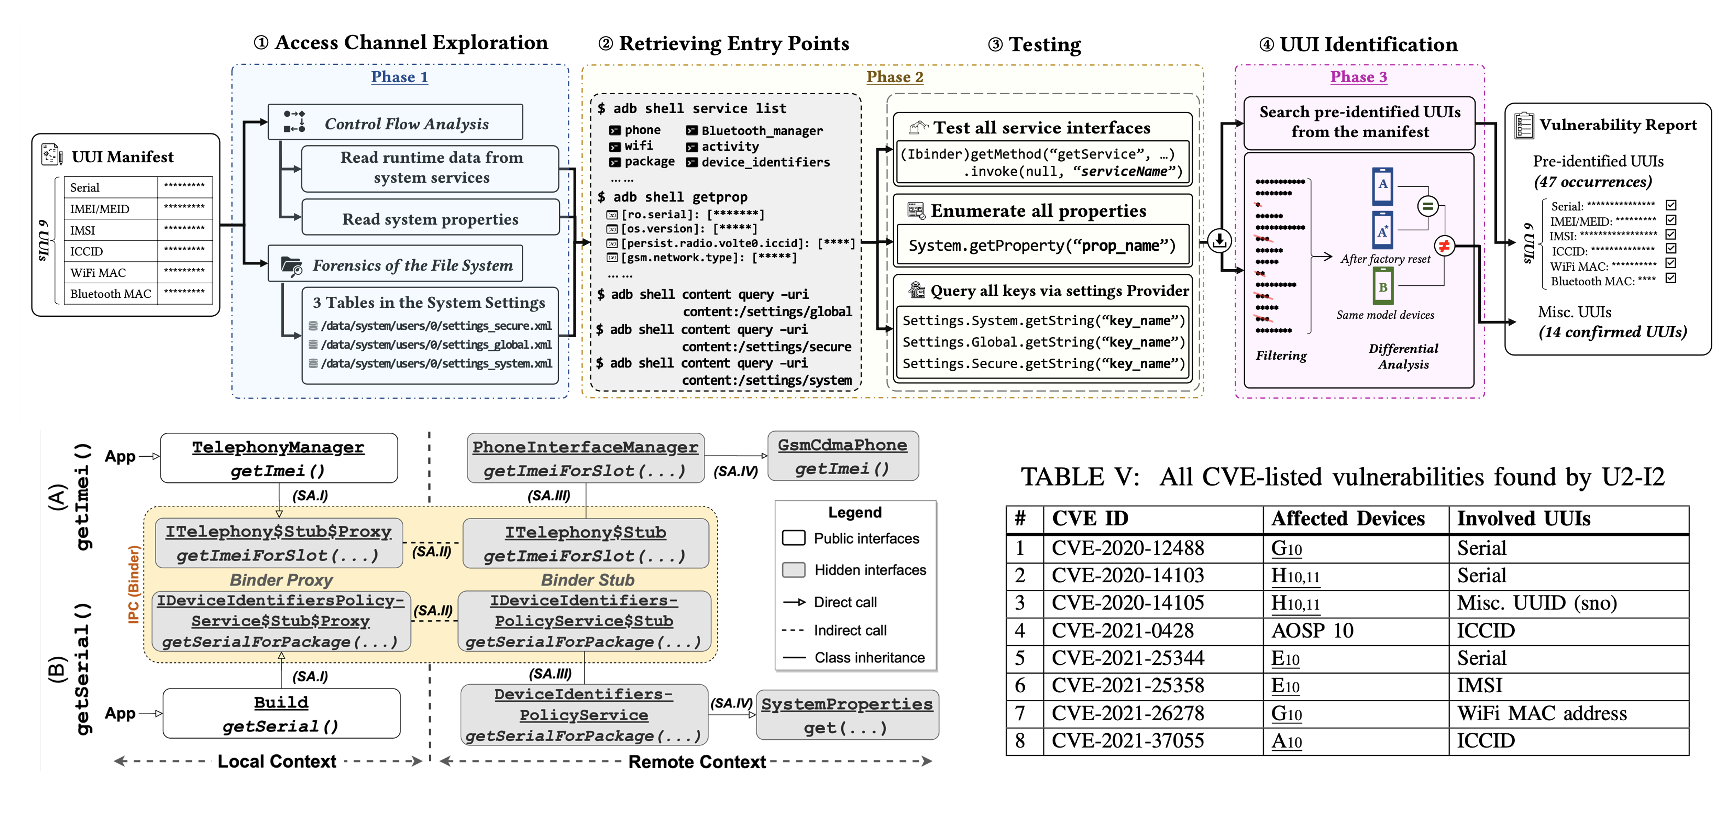 ① Access Channel Exploration
② Retrieving Entry Points
③ Testing
④ UUI Identification
Phase 1
Phase 2
Phase 3
UUI Manifest
Serial *********
IMEI/MEID *********
IMSI *********
ICCID *********
WiFi MAC *********
Bluetooth MAC *********
6 UUIs
Control Flow Analysis
Read runtime data from
system services
Read system properties
Forensics of the File System
3 Tables in the System Settings
/data/system/users/0/settings_secure.xml
/data/system/users/0/settings_global.xml
/data/system/users/0/settings_system.xml
$ adb shell service list
phone Bluetooth_manager
wifi activity
package device_identifiers
... ...
$ adb shell getprop
[ro.serial]: [*******]
[os.version]: [*****]
[persist.radio.volte0.iccid]: [****]
[gsm.network.type]: [*****]
... ...
$ adb shell content query -uri
content:/settings/global
$ adb shell content query -uri
content:/settings/secure
$ adb shell content query -uri
content:/settings/system
Test all service interfaces
(Ibinder)getMethod(“getService”, …)
.invoke(null, “serviceName”)
Enumerate all properties
System.getProperty(“prop_name”)
Query all keys via settings Provider
Settings.System.getString(“key_name”)
Settings.Global.getString(“key_name”)
Settings.Secure.getString(“key_name”)
Search pre-identified UUIs
from the manifest
A
=
A*
≠
After factory reset
B
Same model devices
Filtering
Differential
Analysis
Vulnerability Report
Pre-identified UUIs
(47 occurrences)
Serial: ***************
IMEI/MEID: *********
IMSI: *****************
ICCID: **************
WiFi MAC: **********
Bluetooth MAC: ****
6 UUIs
Misc. UUIs
(14 confirmed UUIs)
(A)
getImei()
App
TelephonyManager
getImei()
PhoneInterfaceManager
getImeiForSlot(...)
(SA.IV)
GsmCdmaPhone
getImei()
(SA.I)
(SA.III)
ITelephony$Stub$Proxy
getImeiForSlot(...)
(SA.II)
ITelephony$Stub
getImeiForSlot(...)
IPC (Binder)
Binder Proxy
Binder Stub
IDeviceIdentifiersPolicy-
Service$Stub$Proxy
getSerialForPackage(...)
(SA.II)
IDeviceIdentifiers-
PolicyService$Stub
getSerialForPackage(...)
(SA.I)
(SA.III)
(B)
getSerial()
App
Build
getSerial()
DeviceIdentifiers-
PolicyService
getSerialForPackage(...)
(SA.IV)
SystemProperties
get(...)
Local Context
Remote Context
Legend
Public interfaces
Hidden interfaces
Direct call
Indirect call
Class inheritance
TABLE V: All CVE-listed vulnerabilities found by U2-I2
# CVE ID Affected Devices Involved UUIs
1 CVE-2020-12488 G10 Serial
2 CVE-2020-14103 H10,11 Serial
3 CVE-2020-14105 H10,11 Misc. UUID (sno)
4 CVE-2021-0428 AOSP 10 ICCID
5 CVE-2021-25344 E10 Serial
6 CVE-2021-25358 E10 IMSI
7 CVE-2021-26278 G10 WiFi MAC address
8 CVE-2021-37055 A10 ICCID